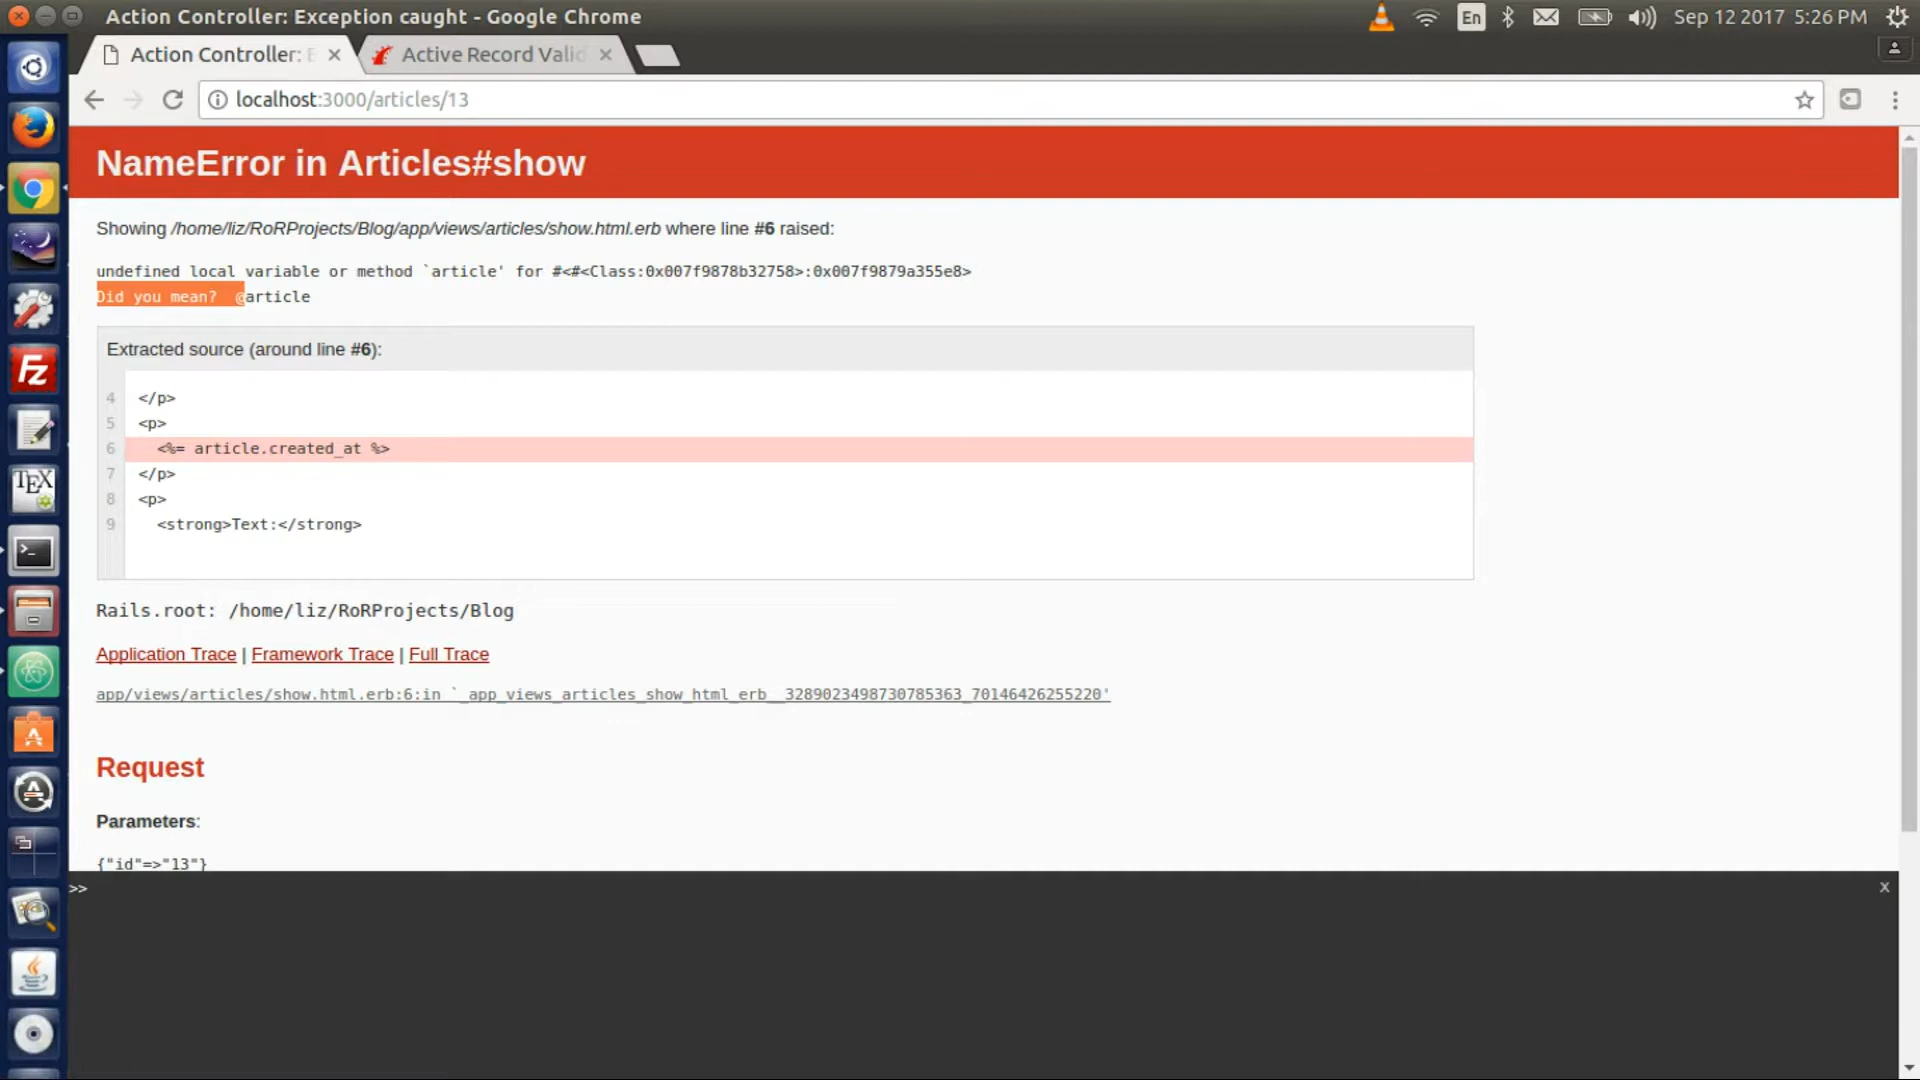 Action Controller: Exception caught - Google Chrome
En
Sep 12 2017 5:26 PM
Action Controller: E
Active Record Valid
localhost:3000/articles/13
NameError in Articles#show
Showing /home/liz/RoRProjects/Blog/app/views/articles/show.html.erb where line #6 raised:
undefined local variable or method `article' for #<#<Class:0x007f9878b32758>:0x007f9879a355e8>
Did you mean?  @article
Extracted source (around line #6):
4 </p>
5 <p>
6 <%= article.created_at %>
7 </p>
8 <p>
9 <strong>Text:</strong>
Rails.root: /home/liz/RoRProjects/Blog
Application Trace | Framework Trace | Full Trace
app/views/articles/show.html.erb:6:in `_app_views_articles_show_html_erb__3289023498730785363_70146426255220'
Request
Parameters:
{"id"=>"13"}
>>
x
Fz
TEX